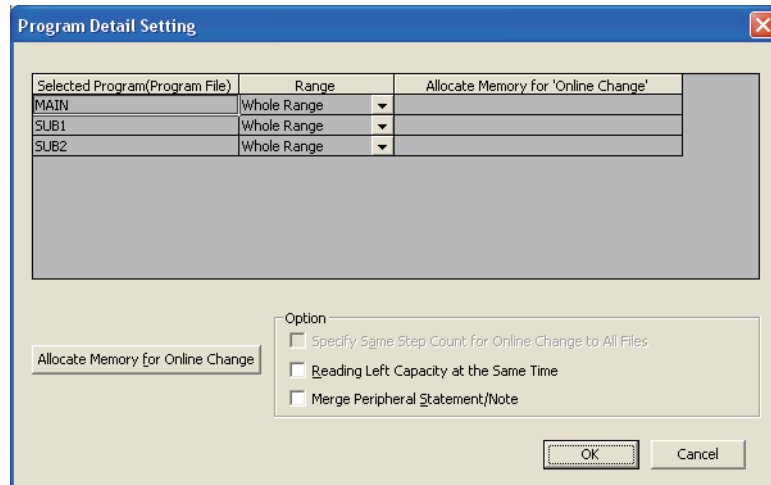 Program Detail Setting
Selected Program(Program File) Range Allocate Memory for 'Online Change'
MAIN Whole Range
SUB1 Whole Range
SUB2 Whole Range
Option
Specify Same Step Count for Online Change to All Files
Allocate Memory for Online Change
Reading Left Capacity at the Same Time
Merge Peripheral Statement/Note
OK Cancel